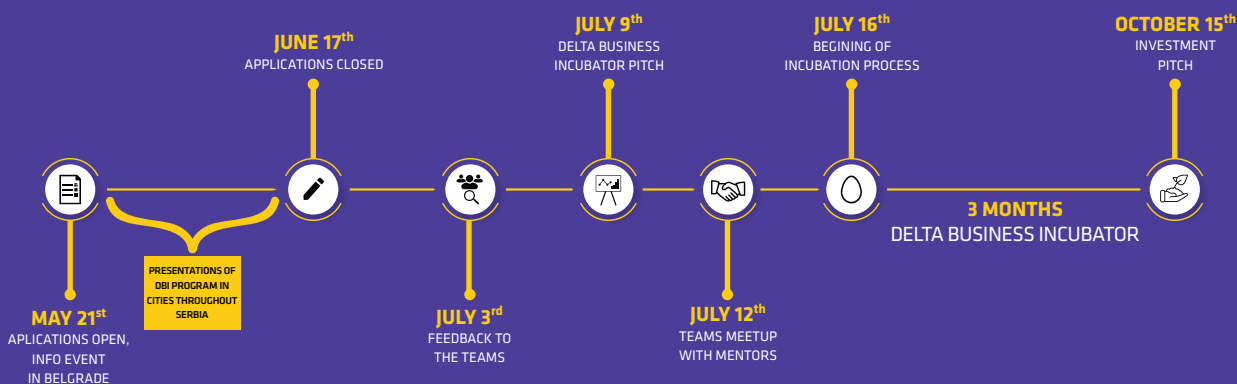 MAY 21st
APLICATIONS OPEN,
INFO EVENT
IN BELGRADE
PRESENTATIONS OF
DBI PROGRAM IN
CITIES THROUGHOUT
SERBIA
JUNE 17th
APPLICATIONS CLOSED
JULY 3rd
FEEDBACK TO
THE TEAMS
JULY 9th
DELTA BUSINESS
INCUBATOR PITCH
JULY 12th
TEAMS MEETUP
WITH MENTORS
JULY 16th
BEGINING OF
INCUBATION PROCESS
3 MONTHS
DELTA BUSINESS INCUBATOR
OCTOBER 15th
INVESTMENT
PITCH